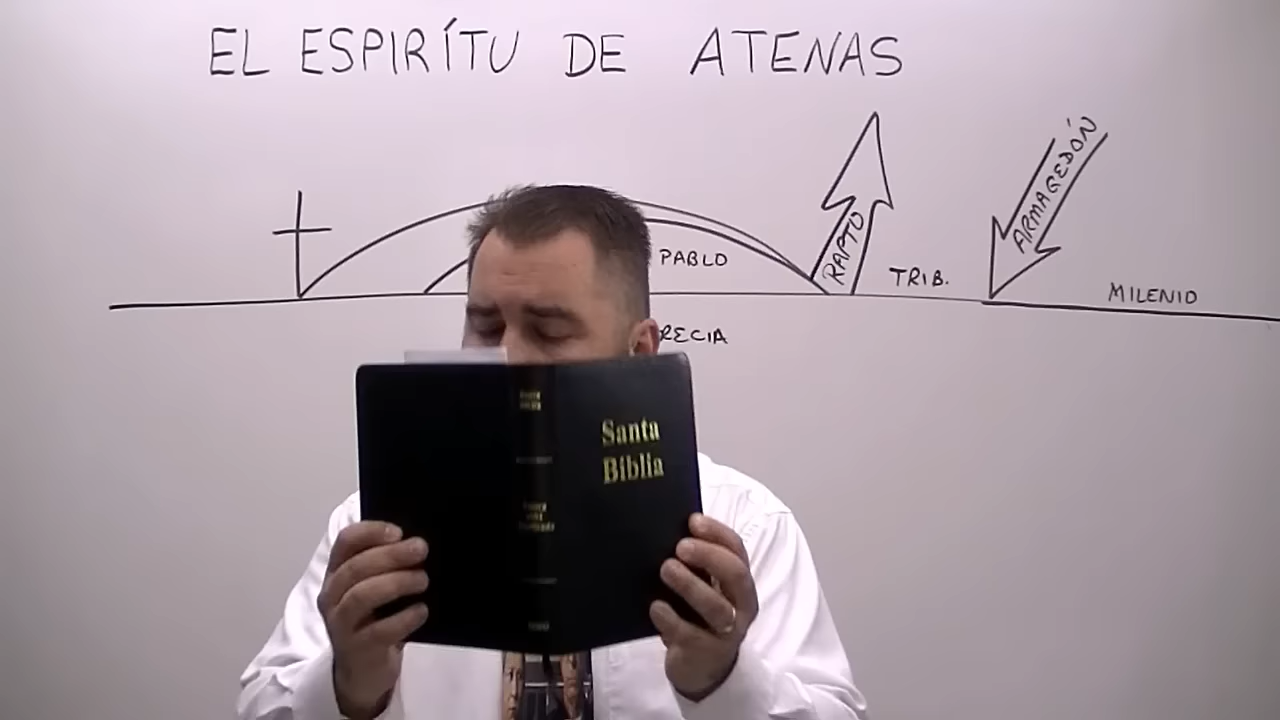 EL ESPIRÍTU DE ATENAS
ARMAGEDÓN
RAPTO
PABLO
TRIB.
MILENIO
RECIA
Santa
Biblia